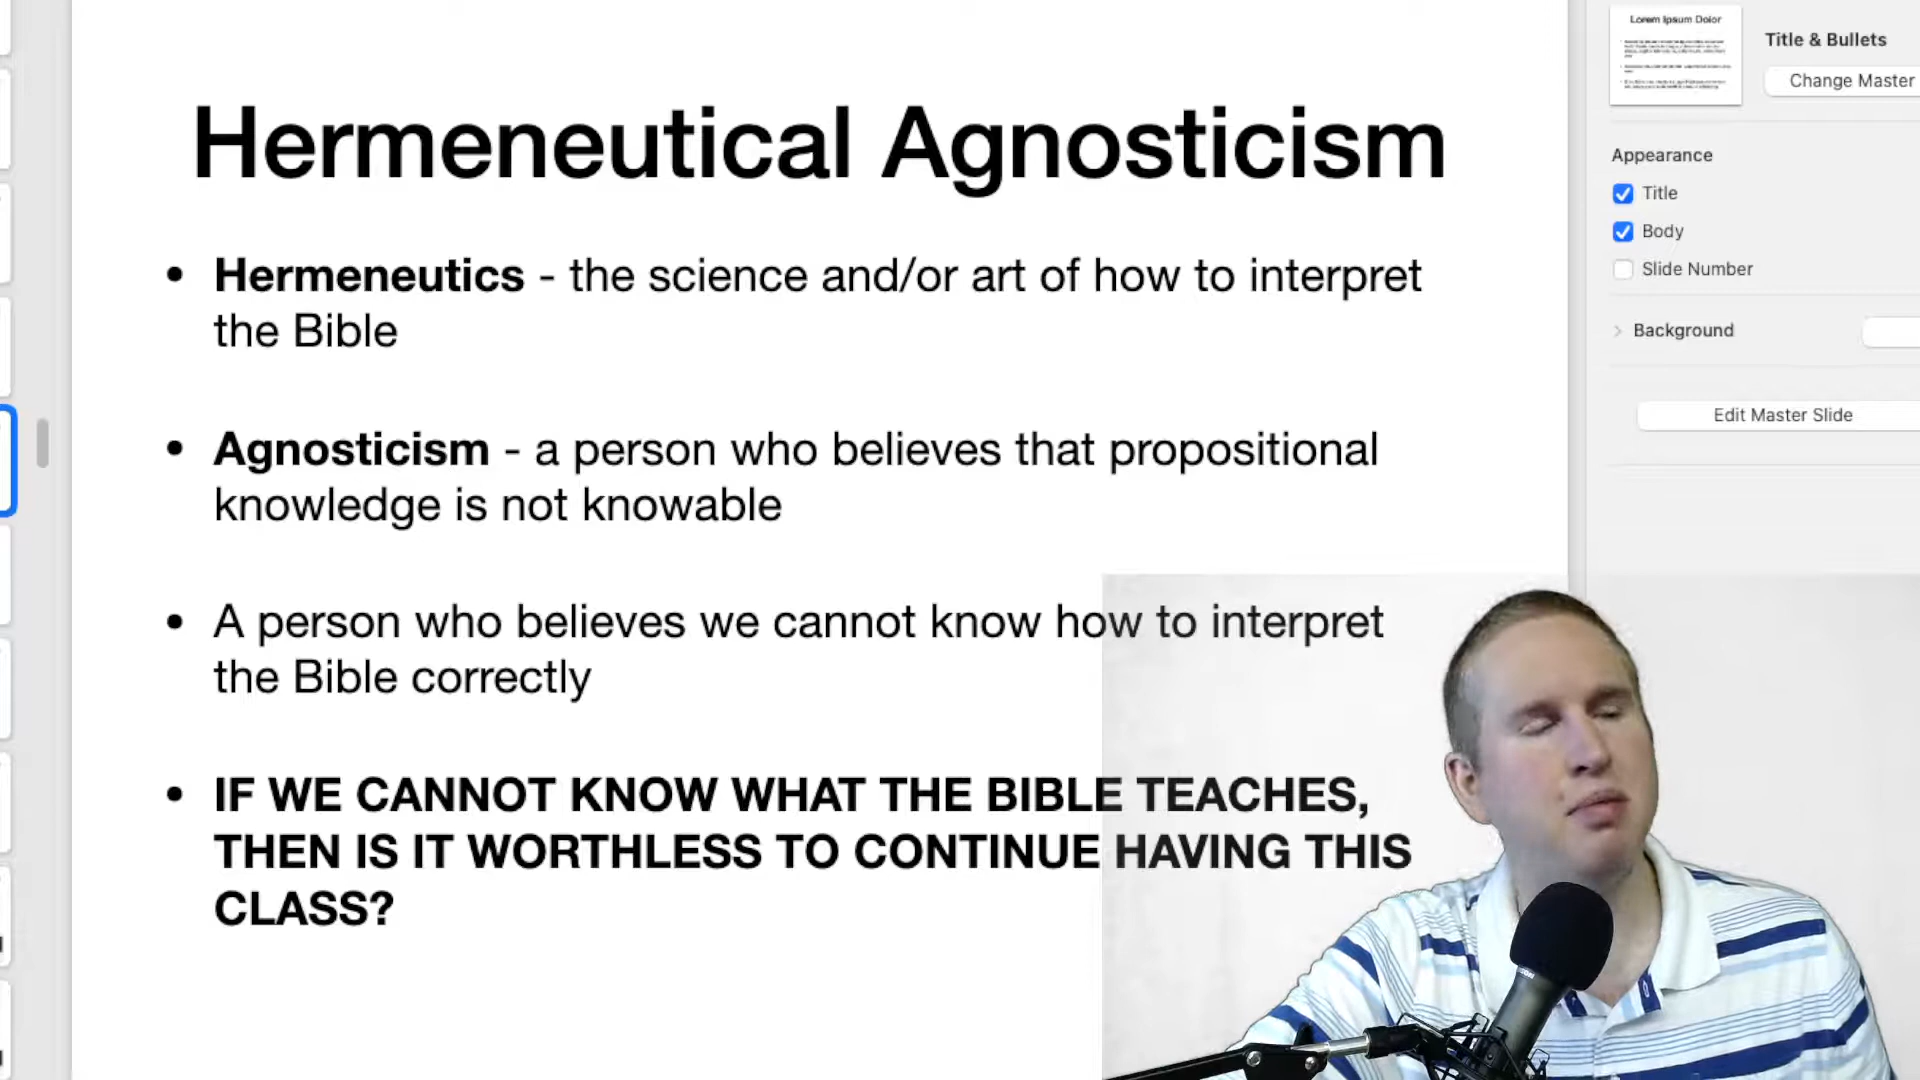 Hermeneutical Agnosticism
• Hermeneutics - the science and/or art of how to interpret
the Bible
• Agnosticism - a person who believes that propositional
knowledge is not knowable
• A person who believes we cannot know how to interpret
the Bible correctly
• IF WE CANNOT KNOW WHAT THE BIBLE TEACHES,
THEN IS IT WORTHLESS TO CONTINUE HAVING THIS
CLASS?
Lorem Ipsum Dolor
Title & Bullets
Change Master
Appearance
Title
Body
Slide Number
Background
Edit Master Slide